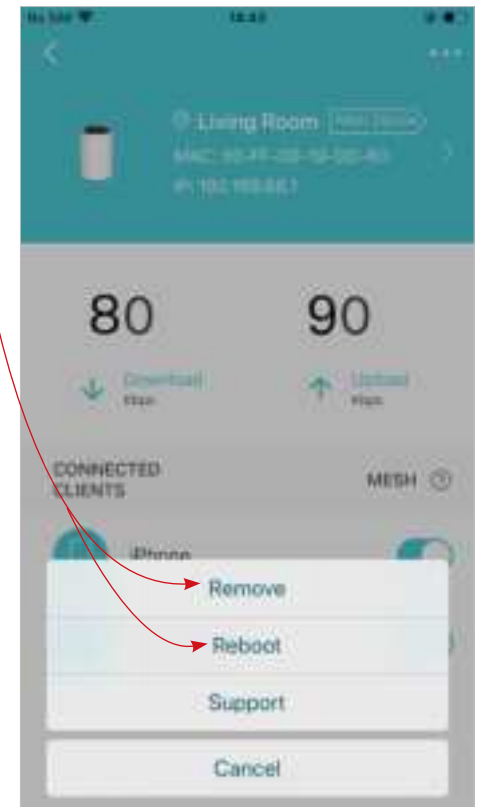 Living Room
80
90
Download
Upload
CONNECTED
CLIENTS
MESH
iPhone
Remove
Reboot
Support
Cancel